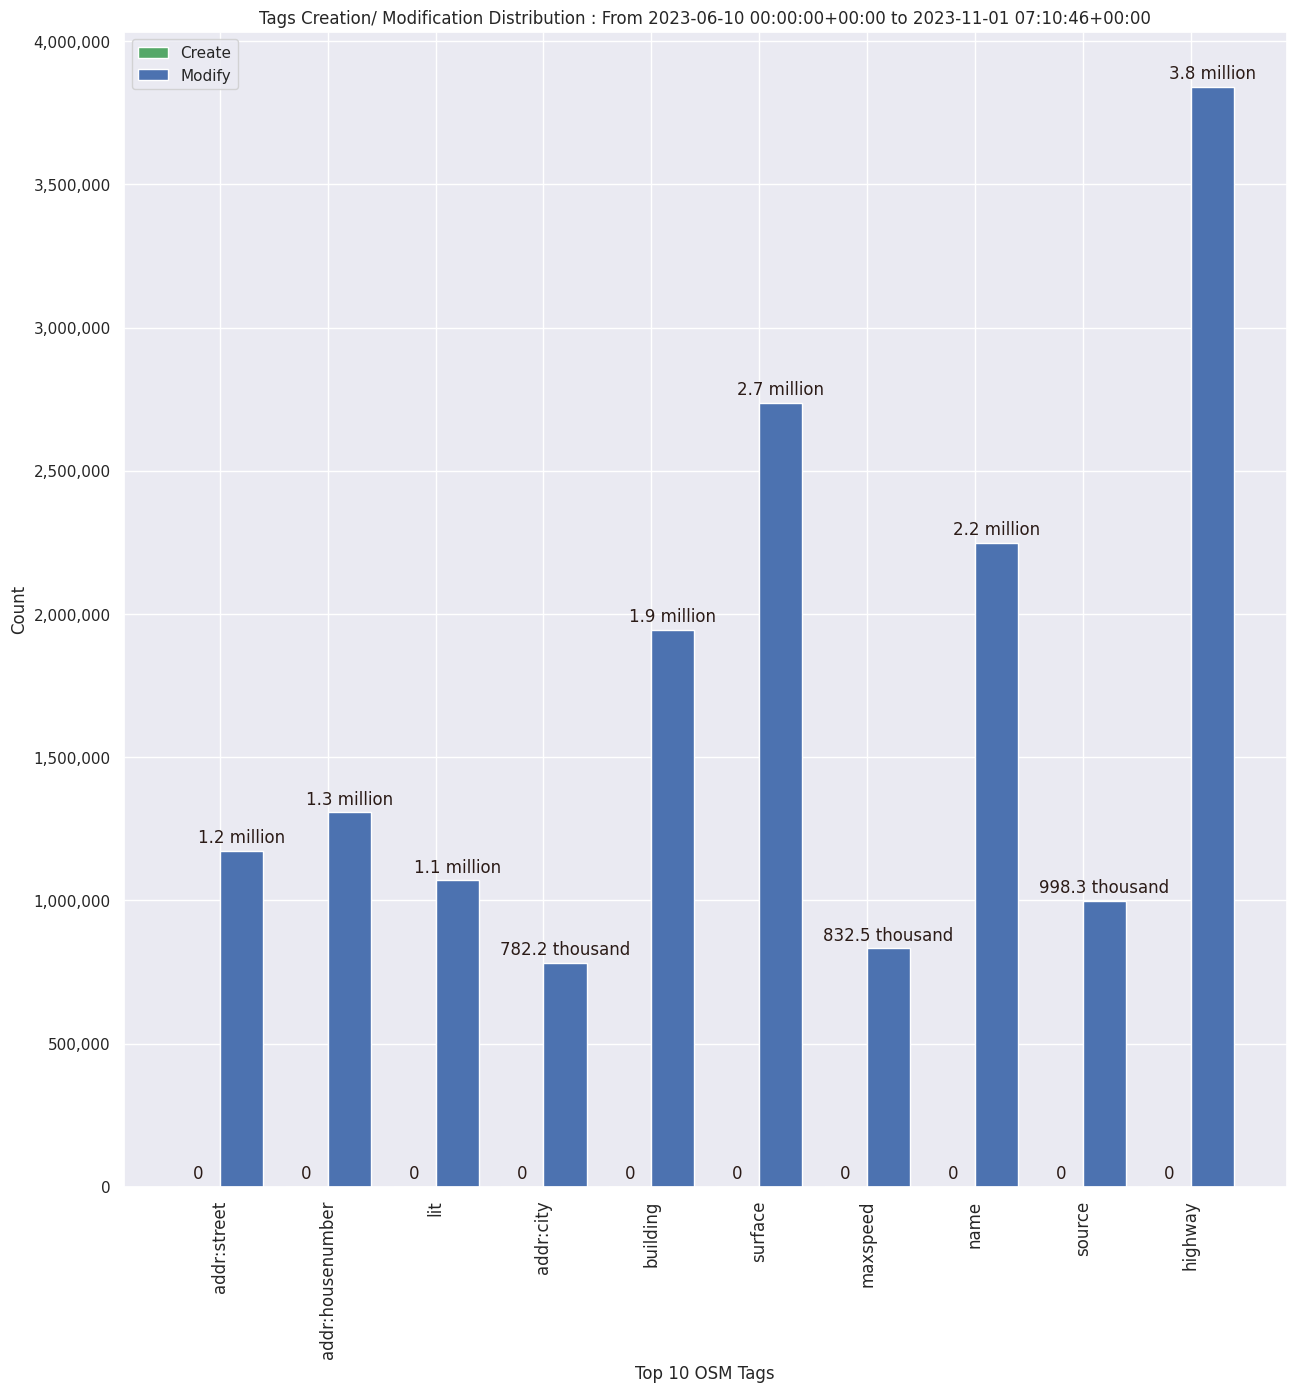 Tags Creation/ Modification Distribution : From 2023-06-10 00:00:00+00:00 to 2023-11-01 07:10:46+00:00
Create
Modify
4,000,000
3,500,000
3,000,000
2,500,000
2,000,000
1,500,000
1,000,000
500,000
0
Count
3.8 million
2.7 million
2.2 million
1.9 million
1.3 million
1.2 million
1.1 million
998.3 thousand
832.5 thousand
782.2 thousand
0
0
0
0
0
0
0
0
0
0
addr:street
addr:housenumber
lit
addr:city
building
surface
maxspeed
name
source
highway
Top 10 OSM Tags